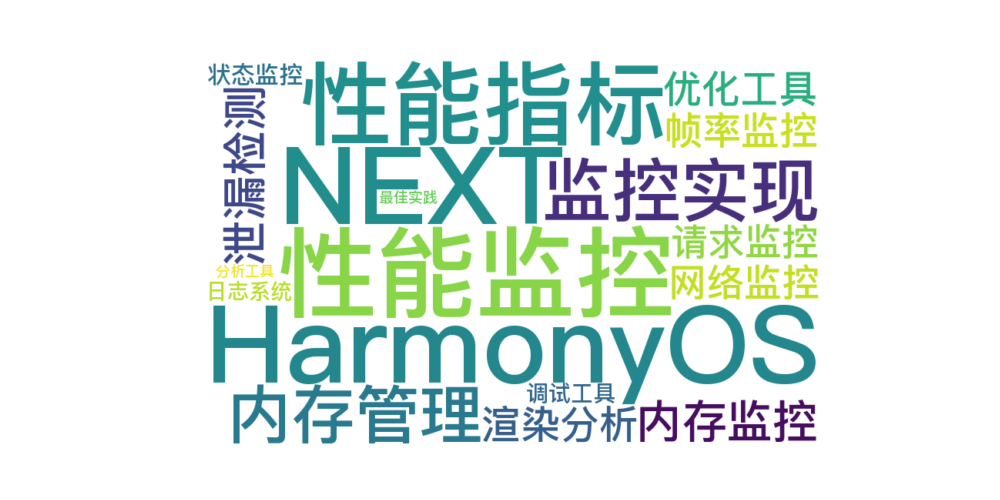 状态监控
性能指标
优化工具
泄漏检测
帧率监控
NEXT
监控实现
最佳实践
性能监控
请求监控
分析工具
网络监控
日志系统
HarmonyOS
内存管理
调试工具
渲染分析
内存监控